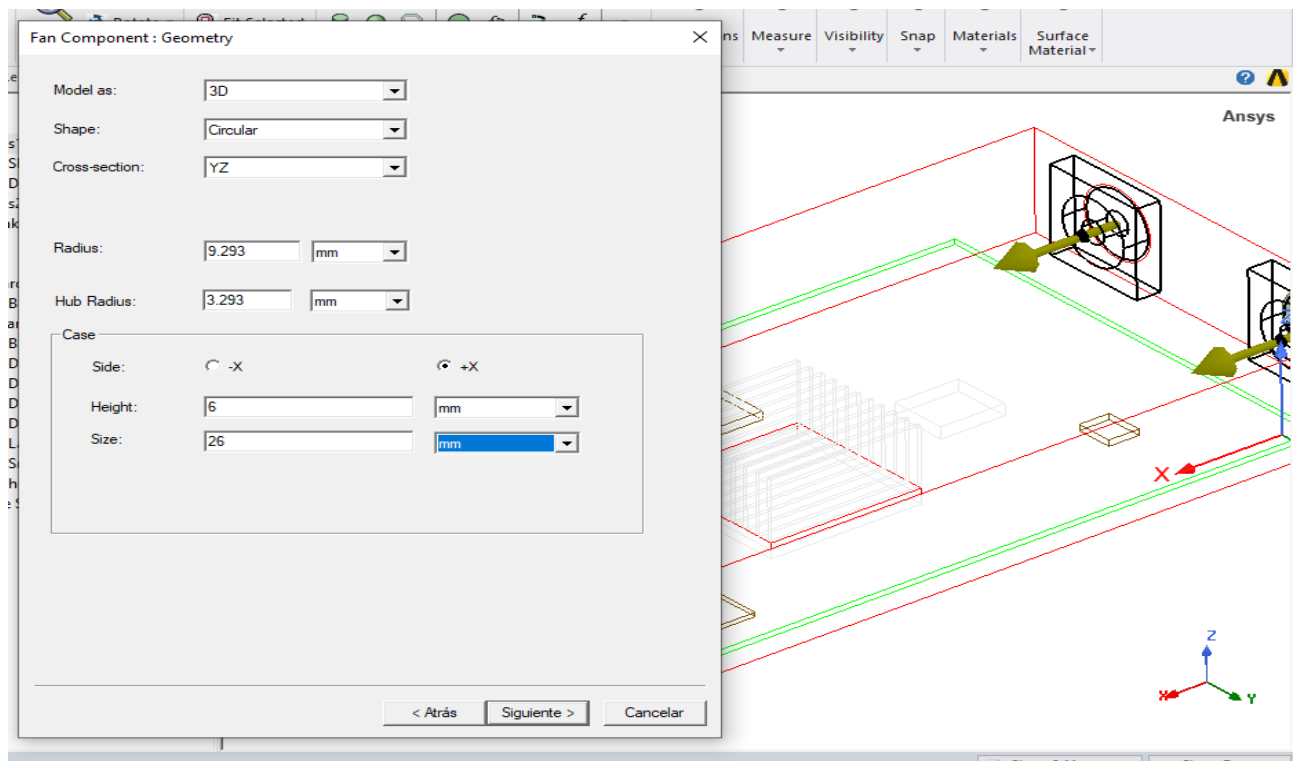 Fan Component : Geometry
Measure Visibility Snap Materials Surface Material
Ansys
Model as: 3D
Shape: Circular
Cross-section: YZ
Radius: 9.293 mm
Hub Radius: 3.293 mm
Case
Side: -X +X
Height: 6 mm
Size: 26 mm
X
Z
X Y
< Atrás Siguiente > Cancelar